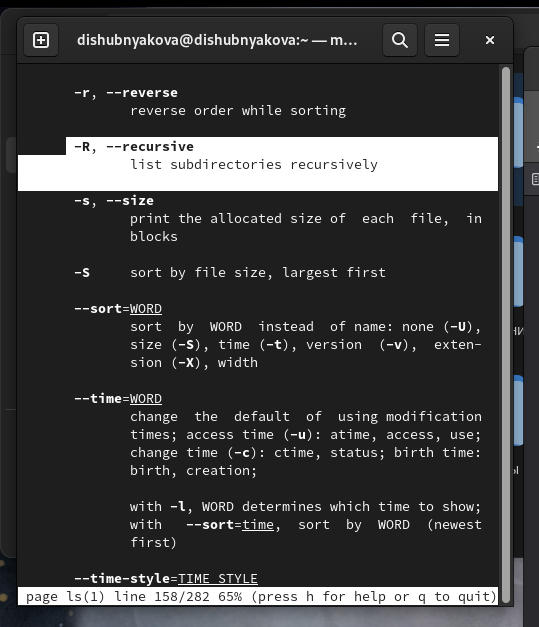 dishubnyakova@dishubnyakova:~ — m...
-r, --reverse
reverse order while sorting
-R, --recursive
list subdirectories recursively
-s, --size
print the allocated size of each file, in
blocks
-S sort by file size, largest first
--sort=WORD
sort by WORD instead of name: none (-U),
size (-S), time (-t), version (-v), exten-
sion (-X), width
--time=WORD
change the default of using modification
times; access time (-u): atime, access, use;
change time (-c): ctime, status; birth time:
birth, creation;
with -l, WORD determines which time to show;
with --sort=time, sort by WORD (newest
first)
--time-style=TIME_STYLE
page ls(1) line 158/282 65% (press h for help or q to quit)